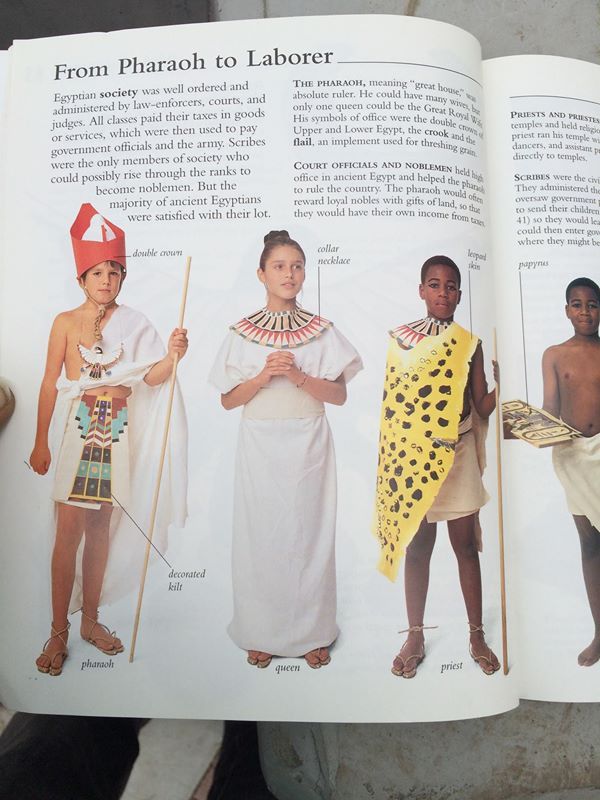 From Pharaoh to Laborer
Egyptian society was well ordered and
administered by law–enforcers, courts, and
judges. All classes paid their taxes in goods
or services, which were then used to pay
government officials and the army. Scribes
were the only members of society who
could possibly rise through the ranks to
become noblemen. But the
majority of ancient Egyptians
were satisfied with their lot.
THE PHARAOH, meaning "great house," was
absolute ruler. He could have many wives, but
only one queen could be the Great Royal
His symbols of office were the double crown of
Upper and Lower Egypt, the crook and the
flail, an implement used for threshing grain.
COURT OFFICIALS AND NOBLEMEN held high
office in ancient Egypt and helped the pharaoh
to rule the country. The pharaoh would often
reward loyal nobles with gifts of land, so that
they would have their own income from taxes.
double crown
collar
necklace
leopard
skin
decorated
kilt
pharaoh
queen
priest
PRIESTS AND PRIESTES
temples and held religio
priest ran his temple wi
dancers, and assistant p
directly to temples.
SCRIBES were the civi
They administered the
oversaw government
to send their children
41) so they would lea
could then enter gov
where they might be
papyrus